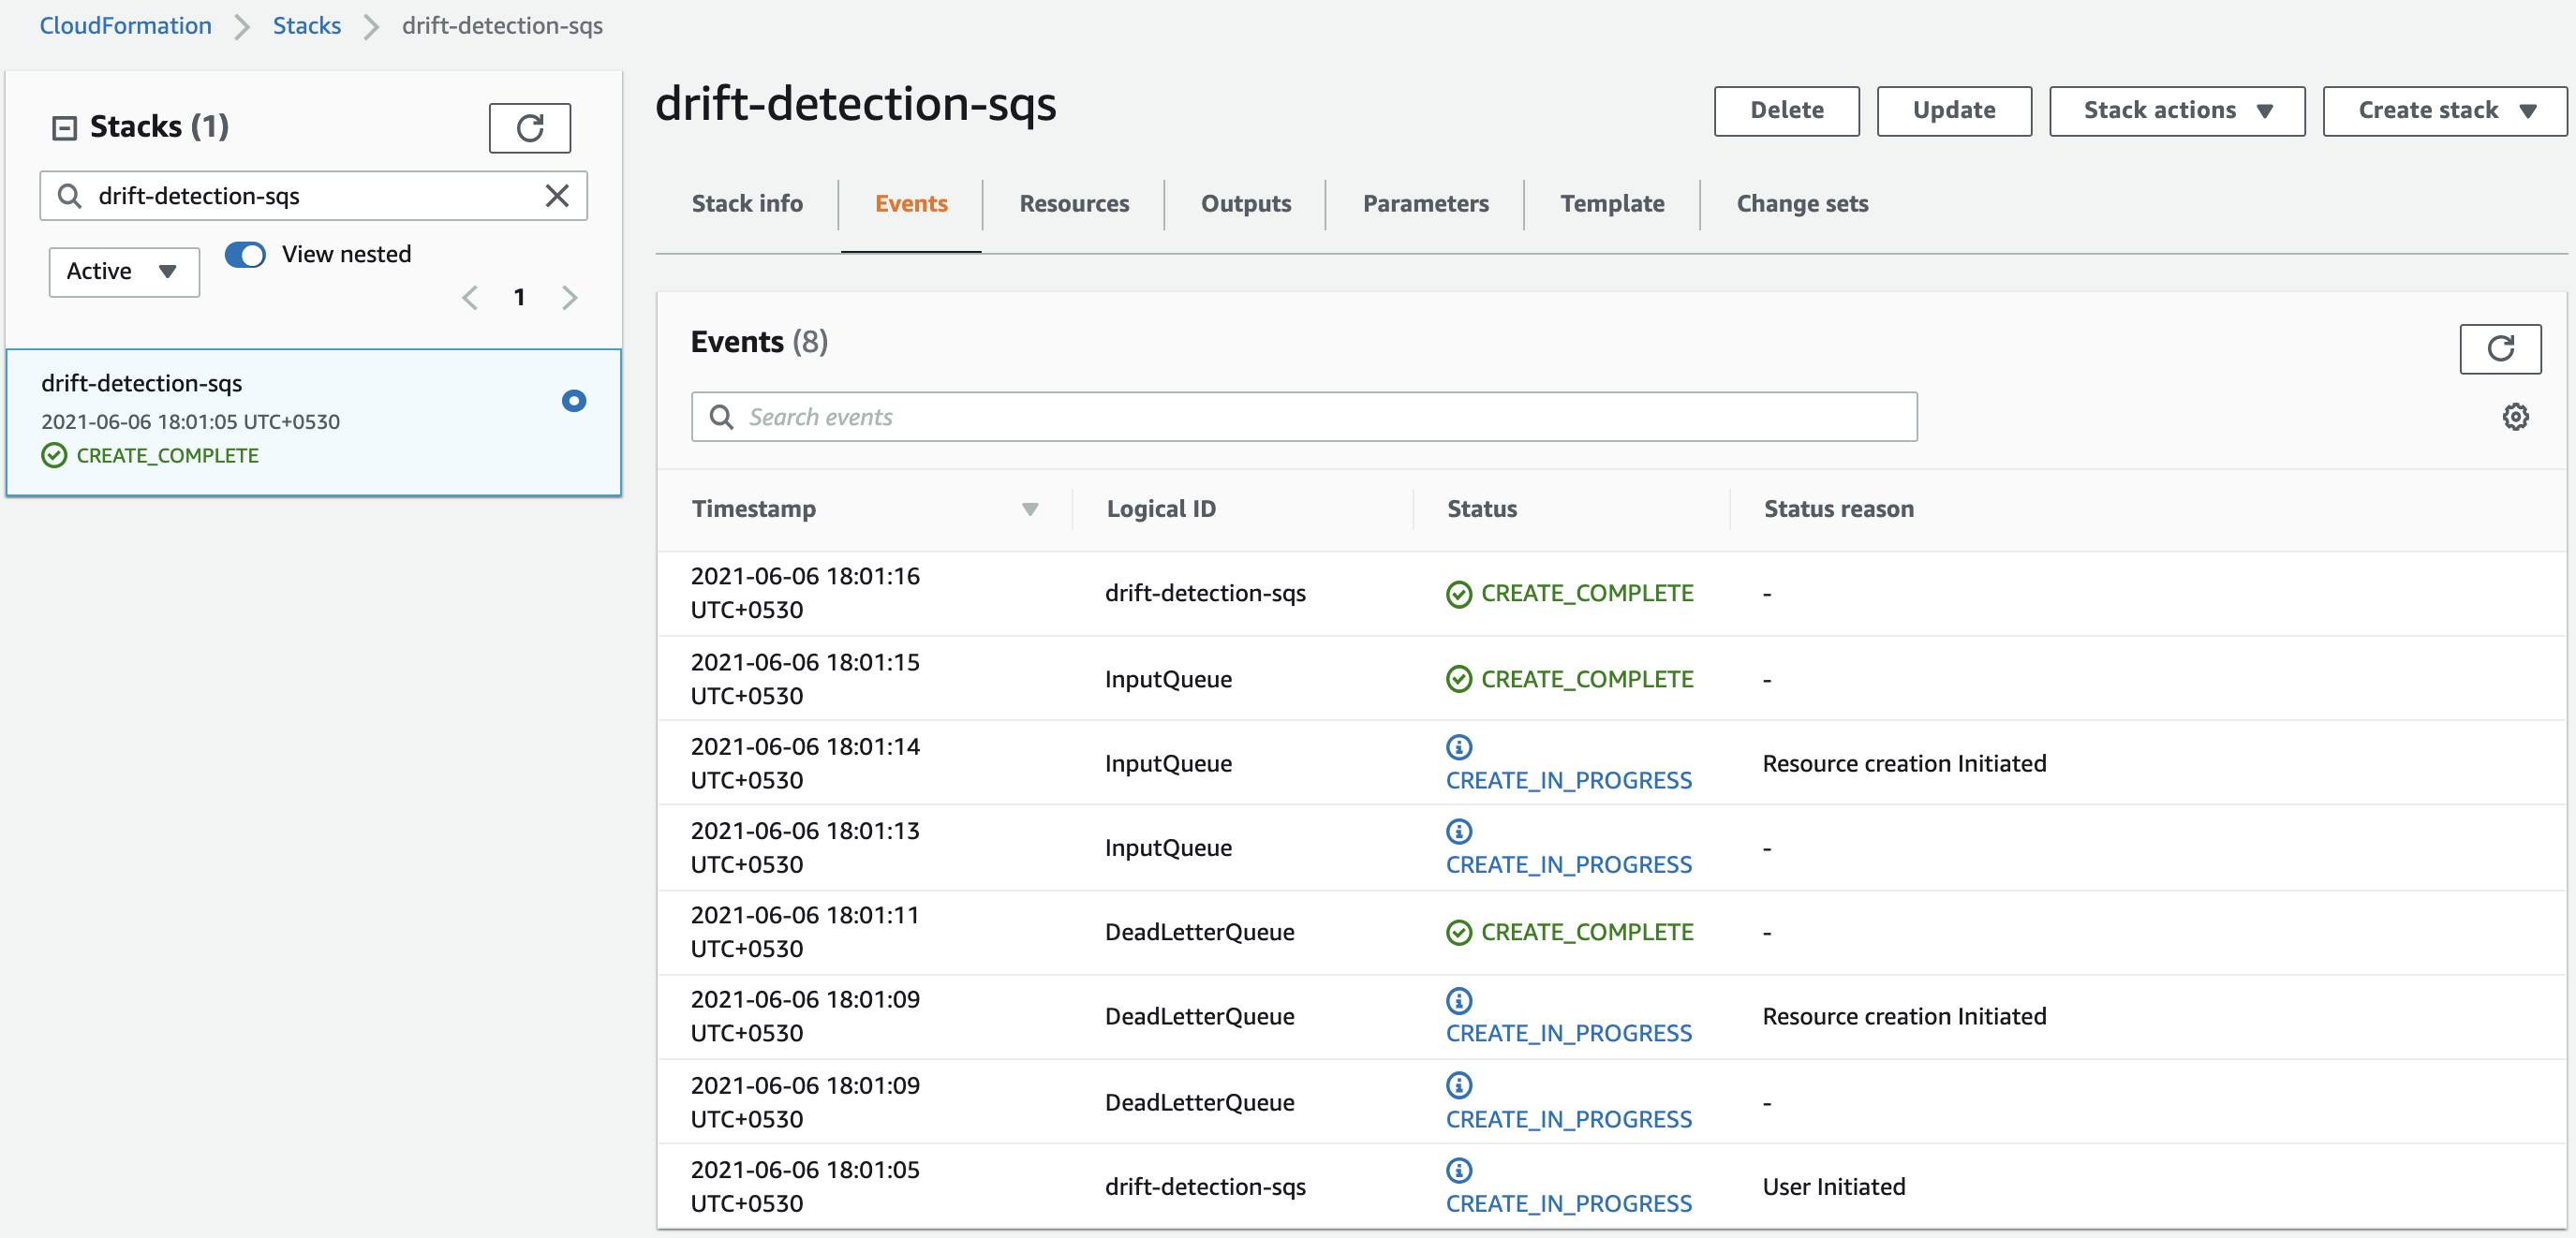 CloudFormation > Stacks > drift-detection-sqs
Stacks (1)
drift-detection-sqs
Active
View nested
1
drift-detection-sqs
2021-06-06 18:01:05 UTC+0530
CREATE_COMPLETE
drift-detection-sqs
Delete
Update
Stack actions
Create stack
Stack info
Events
Resources
Outputs
Parameters
Template
Change sets
Events (8)
Search events
Timestamp
Logical ID
Status
Status reason
2021-06-06 18:01:16
UTC+0530
drift-detection-sqs
CREATE_COMPLETE
-
2021-06-06 18:01:15
UTC+0530
InputQueue
CREATE_COMPLETE
-
2021-06-06 18:01:14
UTC+0530
InputQueue
CREATE_IN_PROGRESS
Resource creation Initiated
2021-06-06 18:01:13
UTC+0530
InputQueue
CREATE_IN_PROGRESS
-
2021-06-06 18:01:11
UTC+0530
DeadLetterQueue
CREATE_COMPLETE
-
2021-06-06 18:01:09
UTC+0530
DeadLetterQueue
CREATE_IN_PROGRESS
Resource creation Initiated
2021-06-06 18:01:09
UTC+0530
DeadLetterQueue
CREATE_IN_PROGRESS
-
2021-06-06 18:01:05
UTC+0530
drift-detection-sqs
CREATE_IN_PROGRESS
User Initiated